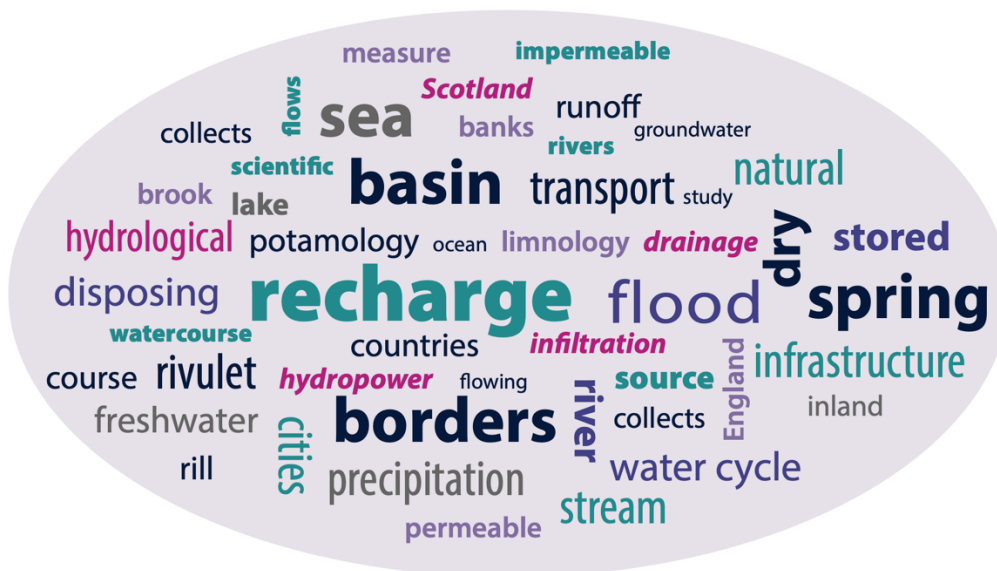 measure impermeable
Scotland
flows sea banks runoff
collects groundwater
rivers
scientific basin transport natural
brook lake study
hydrological potamology ocean limnology drainage dry stored
disposing recharge flood spring
watercourse
countries infiltration England infrastructure
course rivulet hydropower flowing river source
freshwater cities borders collects inland
rill precipitation water cycle
stream
permeable